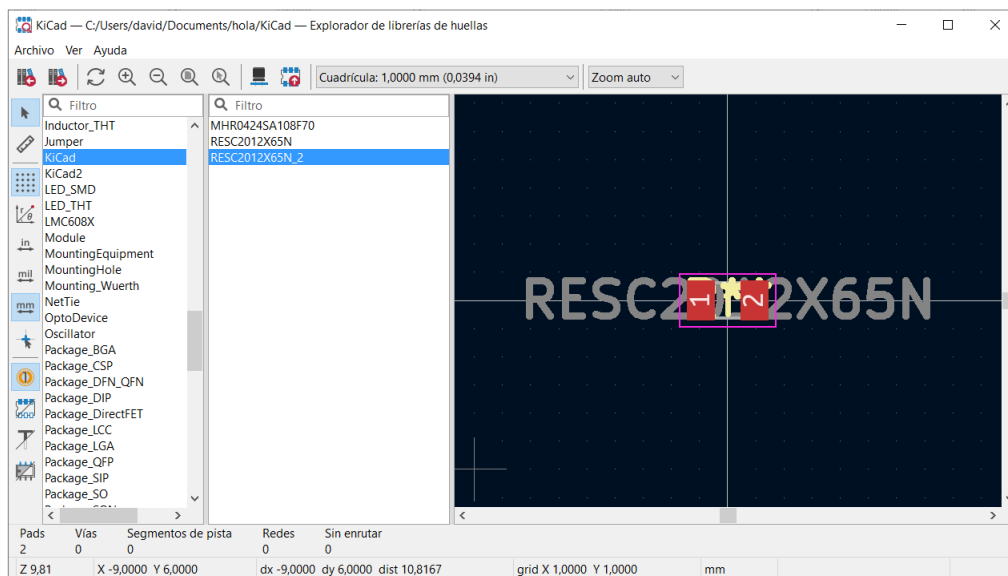 KiCad — C:/Users/david/Documents/hola/KiCad — Explorador de librerías de huellas
Archivo Ver Ayuda
Cuadrícula: 1,0000 mm (0,0394 in)
Zoom auto
Filtro
Filtro
Inductor_THT
Jumper
KiCad
KiCad2
LED_SMD
LED_THT
LMC608X
Module
MountingEquipment
MountingHole
Mounting_Wuerth
NetTie
OptoDevice
Oscillator
Package_BGA
Package_CSP
Package_DFN_QFN
Package_DIP
Package_DirectFET
Package_LCC
Package_LGA
Package_QFP
Package_SIP
Package_SO
MHR0424SA108F70
RESC2012X65N
RESC2012X65N_2
in
mil
mm
1
2
Pads Vías Segmentos de pista Redes Sin enrutar
2 0 0 0 0
Z 9,81 X -9,0000 Y 6,0000 dx -9,0000 dy 6,0000 dist 10,8167 grid X 1,0000 Y 1,0000 mm